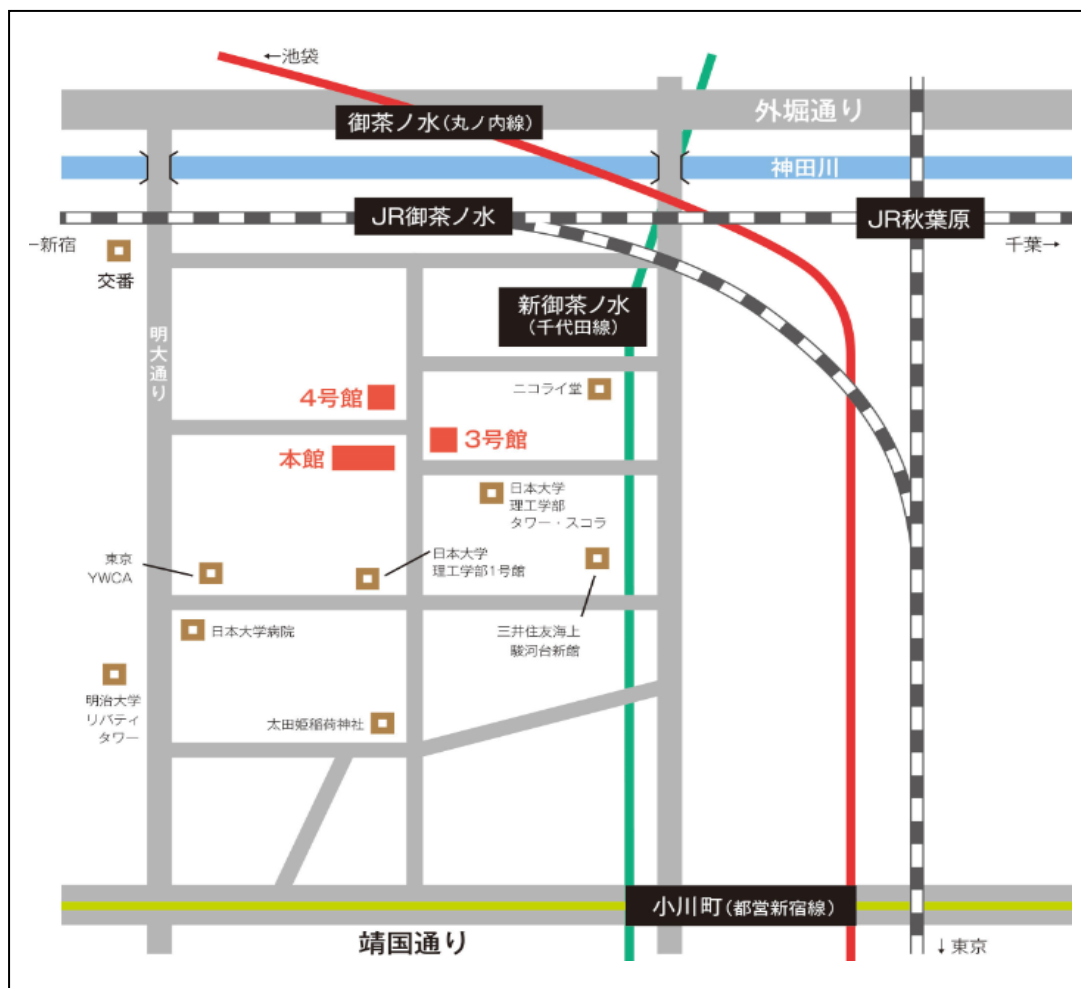 ←池袋
外堀通り
御茶ノ水(丸ノ内線)
神田川
JR御茶ノ水
JR秋葉原
←新宿
千葉→
交番
新御茶ノ水
(千代田線)
明大通り
ニコライ堂
4号館
3号館
本館
日本大学
理工学部
タワー・スコラ
東京
YWCA
日本大学
理工学部1号館
日本大学病院
三井住友海上
駿河台新館
明治大学
リバティ
タワー
太田姫稲荷神社
小川町(都営新宿線)
靖国通り
↓東京